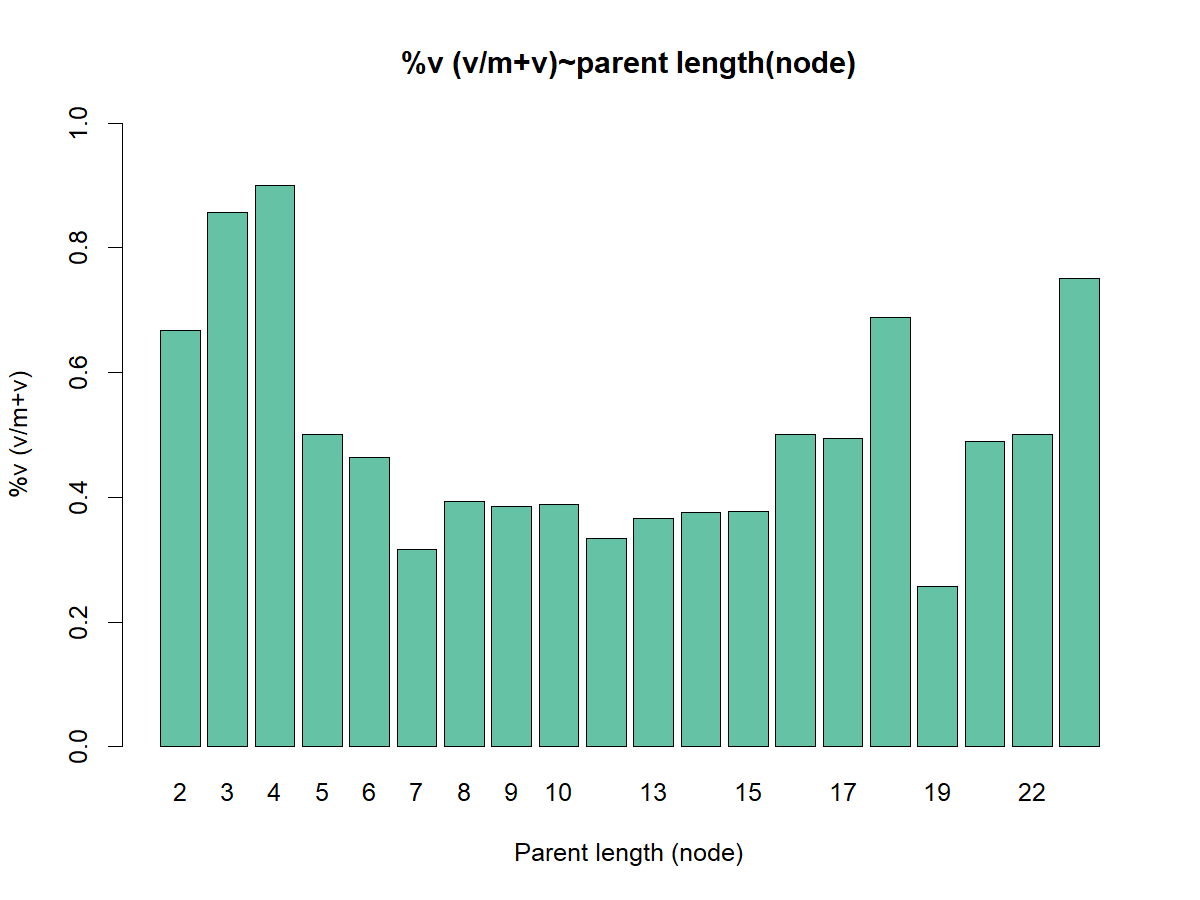 %v (v/m+v)~parent length(node)
1.0
0.8
0.6
0.4
0.2
0.0
%v (v/m+v)
2 3 4 5 6 7 8 9 10 13 15 17 19 22
Parent length (node)